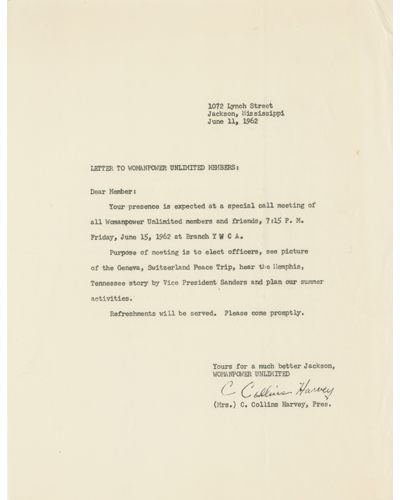 1072 Lynch Street
Jackson, Mississippi
June 11, 1962
LETTER TO WOMANPOWER UNLIMITED MEMBERS:
Dear Member:
Your presence is expected at a special call meeting of
all Womanpower Unlimited members and friends, 7:15 P. M.
Friday, June 15, 1962 at Branch Y W C A.
Purpose of meeting is to elect officers, see picture
of the Geneva, Switzerland Peace Trip, hear the Memphis,
Tennessee story by Vice President Sanders and plan our summer
activities.
Refreshments will be served. Please come promptly.
Yours for a much better Jackson,
WOMANPOWER UNLIMITED
C Collins Harvey
(Mrs.) C. Collins Harvey, Pres.